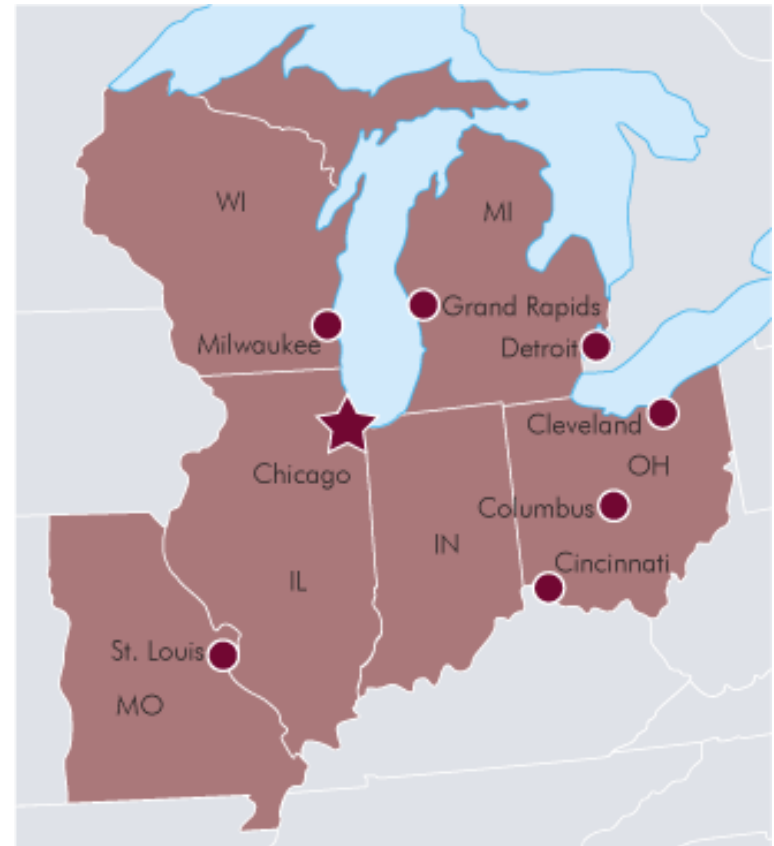 WI
MI
Grand Rapids
Milwaukee
Detroit
Cleveland
Chicago
OH
Columbus
IN
Cincinnati
IL
St. Louis
MO